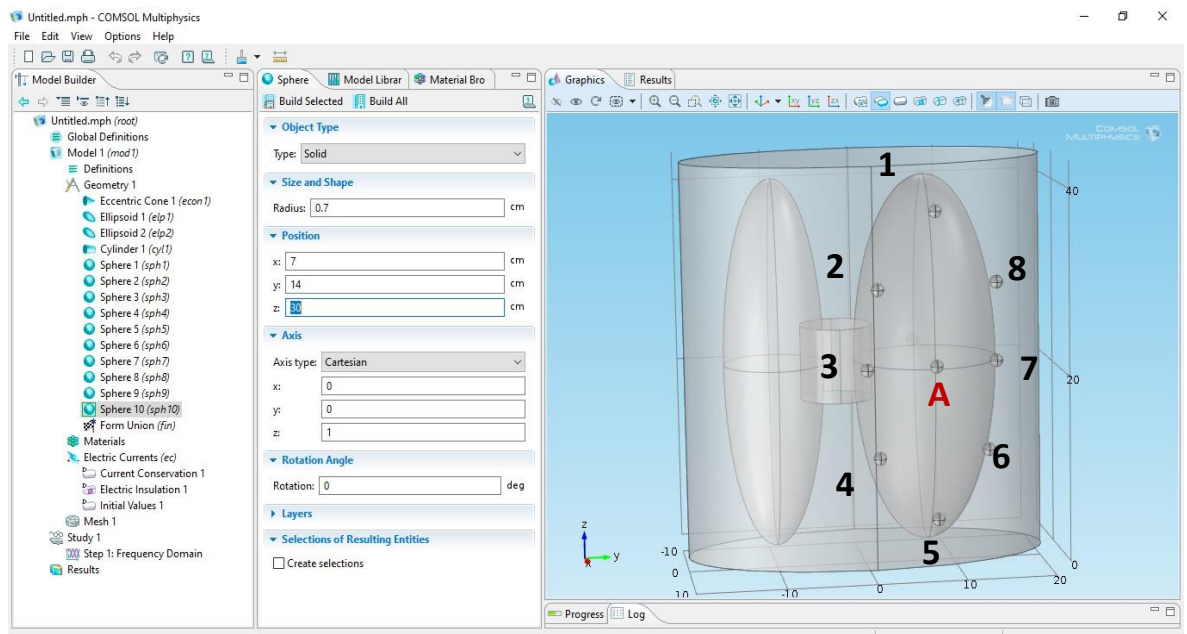 Untitled.mph - COMSOL Multiphysics
File Edit View Options Help
Model Builder
Untitled.mph (root)
Global Definitions
Model 1 (mod1)
Definitions
Geometry 1
Eccentric Cone 1 (econ1)
Ellipsoid 1 (elp1)
Ellipsoid 2 (elp2)
Cylinder 1 (cyl1)
Sphere 1 (sph1)
Sphere 2 (sph2)
Sphere 3 (sph3)
Sphere 4 (sph4)
Sphere 5 (sph5)
Sphere 6 (sph6)
Sphere 7 (sph7)
Sphere 8 (sph8)
Sphere 9 (sph9)
Sphere 10 (sph10)
Form Union (fin)
Materials
Electric Currents (ec)
Current Conservation 1
Electric Insulation 1
Initial Values 1
Mesh 1
Study 1
Step 1: Frequency Domain
Results
Sphere Model Librar Material Bro
Build Selected Build All
Object Type
Type: Solid
Size and Shape
Radius: 0.7 cm
Position
x: 7 cm
y: 14 cm
z: 30 cm
Axis
Axis type: Cartesian
x: 0
y: 0
z: 1
Rotation Angle
Rotation: 0 deg
Layers
Selections of Resulting Entities
Create selections
Graphics Results
xy yz zx
COMSOL
MULTIPHYSICS
1
40
2
8
3
7
20
A
6
4
5
z
y
x
-10
0
10
-10
0
10
20
0
Progress Log